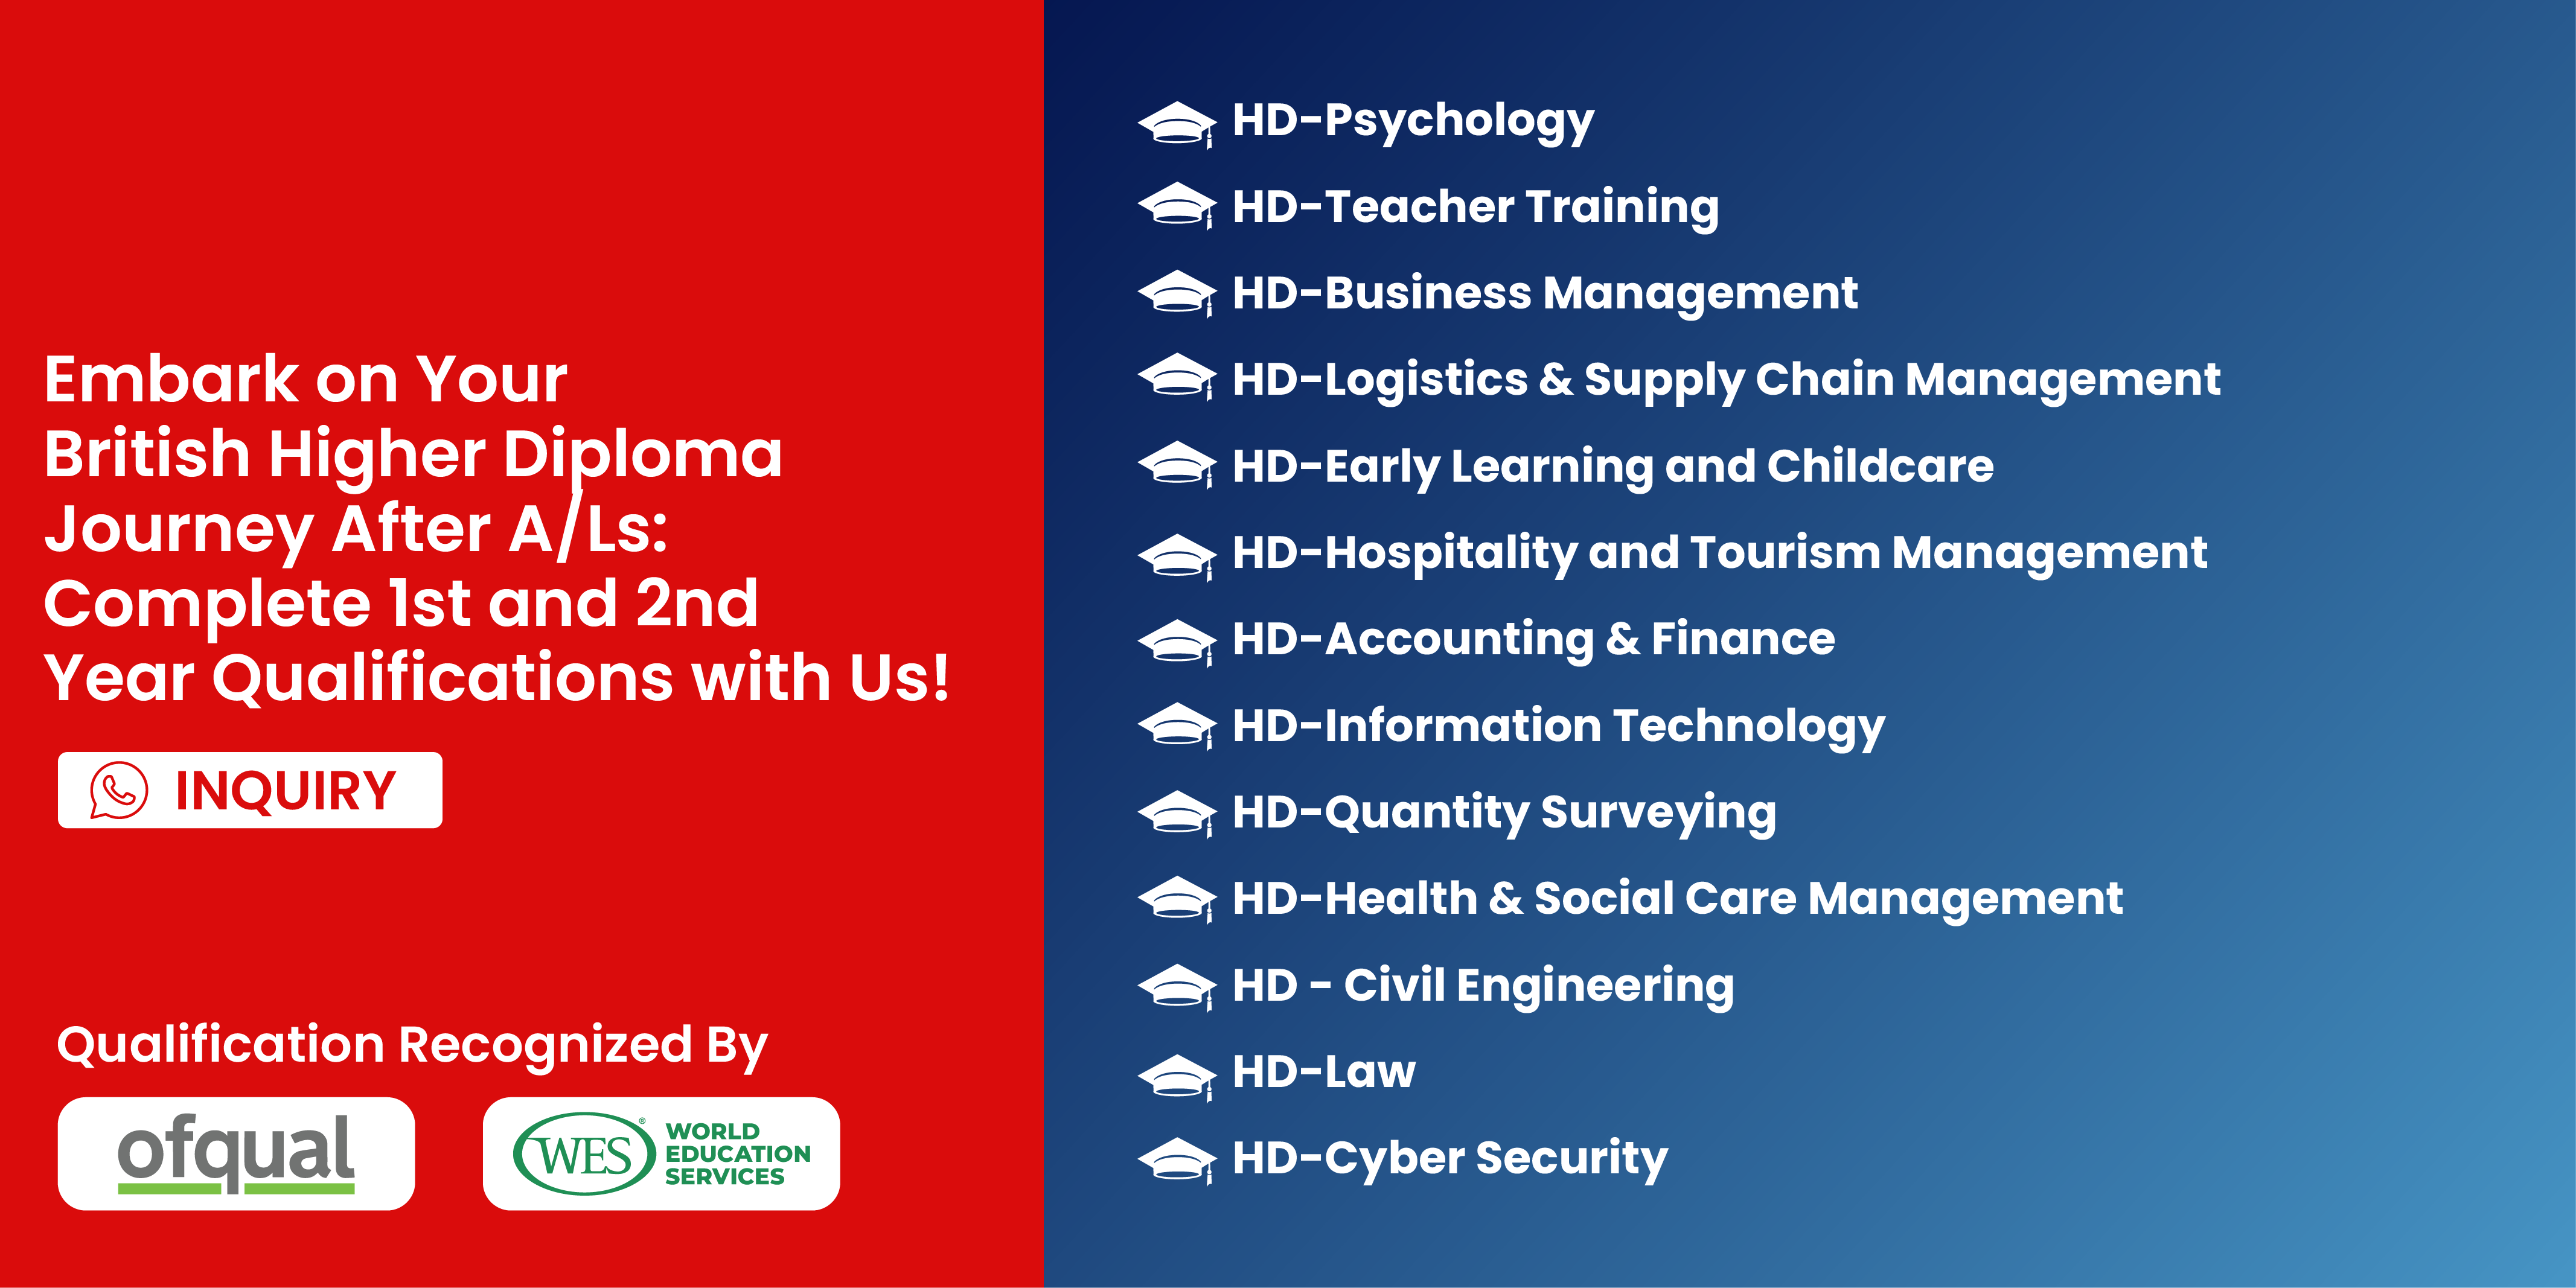 Embark on Your
British Higher Diploma
Journey After A/Ls:
Complete 1st and 2nd
Year Qualifications with Us!
INQUIRY
Qualification Recognized By
ofqual
WES®
WORLD
EDUCATION
SERVICES
HD-Psychology
HD-Teacher Training
HD-Business Management
HD-Logistics & Supply Chain Management
HD-Early Learning and Childcare
HD-Hospitality and Tourism Management
HD-Accounting & Finance
HD-Information Technology
HD-Quantity Surveying
HD-Health & Social Care Management
HD - Civil Engineering
HD-Law
HD-Cyber Security